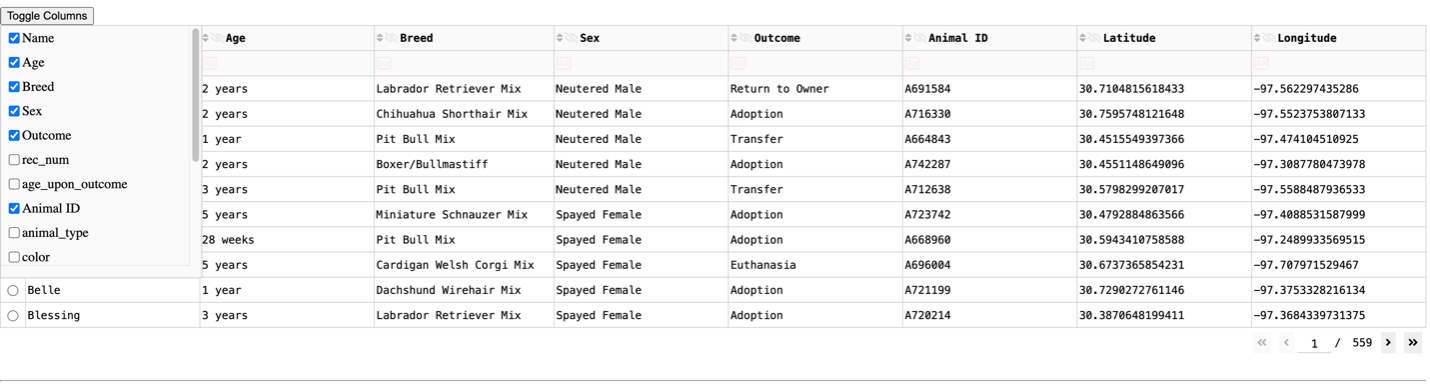 Toggle Columns
Name
Age
Breed
Sex
Outcome
rec_num
age_upon_outcome
Animal ID
animal_type
color
Age Breed Sex Outcome Animal ID Latitude Longitude
2 years Labrador Retriever Mix Neutered Male Return to Owner A691584 30.7104815618433 -97.562297435286
2 years Chihuahua Shorthair Mix Neutered Male Adoption A716330 30.7595748121648 -97.5523753807133
1 year Pit Bull Mix Neutered Male Transfer A664843 30.4515549397366 -97.474104510925
2 years Boxer/Bullmastiff Neutered Male Adoption A742287 30.4551148649096 -97.3087780473978
3 years Pit Bull Mix Neutered Male Transfer A712638 30.5798299207017 -97.5588487936533
5 years Miniature Schnauzer Mix Spayed Female Adoption A723742 30.4792884863566 -97.4088531587999
28 weeks Pit Bull Mix Spayed Female Adoption A668960 30.5943410758588 -97.2489933569515
5 years Cardigan Welsh Corgi Mix Spayed Female Euthanasia A696004 30.6737365854231 -97.707971529467
Belle 1 year Dachshund Wirehair Mix Spayed Female Adoption A721199 30.7290272761146 -97.3753328216134
Blessing 3 years Labrador Retriever Mix Spayed Female Adoption A720214 30.3870648199411 -97.3684339731375
1 / 559